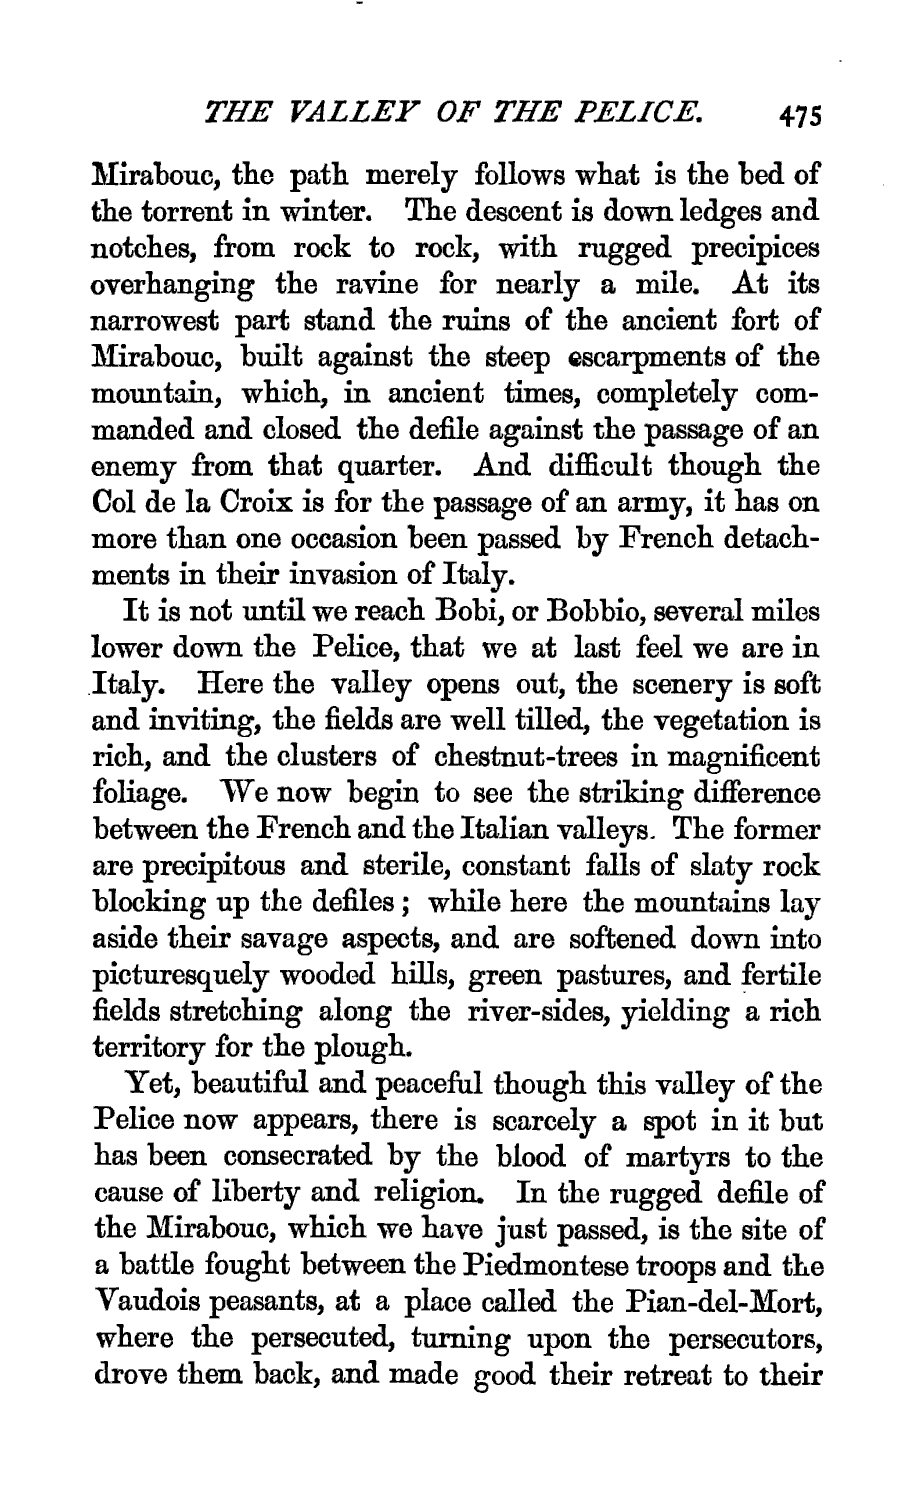 THE VALLEY OF THE PELICE. 475
Mirabouc, the path merely follows what is the bed of
the torrent in winter. The descent is down ledges and
notches, from rock to rock, with rugged precipices
overhanging the ravine for nearly a mile. At its
narrowest part stand the ruins of the ancient fort of
Mirabouc, built against the steep escarpments of the
mountain, which, in ancient times, completely com-
manded and closed the defile against the passage of an
enemy from that quarter. And difficult though the
Col de la Croix is for the passage of an army, it has on
more than one occasion been passed by French detach-
ments in their invasion of Italy.
It is not until we reach Bobi, or Bobbio, several miles
lower down the Pelice, that we at last feel we are in
Italy. Here the valley opens out, the scenery is soft
and inviting, the fields are well tilled, the vegetation is
rich, and the clusters of chestnut-trees in magnificent
foliage. We now begin to see the striking difference
between the French and the Italian valleys. The former
are precipitous and sterile, constant falls of slaty rock
blocking up the defiles; while here the mountains lay
aside their savage aspects, and are softened down into
picturesquely wooded hills, green pastures, and fertile
fields stretching along the river-sides, yielding a rich
territory for the plough.
Yet, beautiful and peaceful though this valley of the
Pelice now appears, there is scarcely a spot in it but
has been consecrated by the blood of martyrs to the
cause of liberty and religion. In the rugged defile of
the Mirabouc, which we have just passed, is the site of
a battle fought between the Piedmontese troops and the
Vaudois peasants, at a place called the Pian-del-Mort,
where the persecuted, turning upon the persecutors,
drove them back, and made good their retreat to their